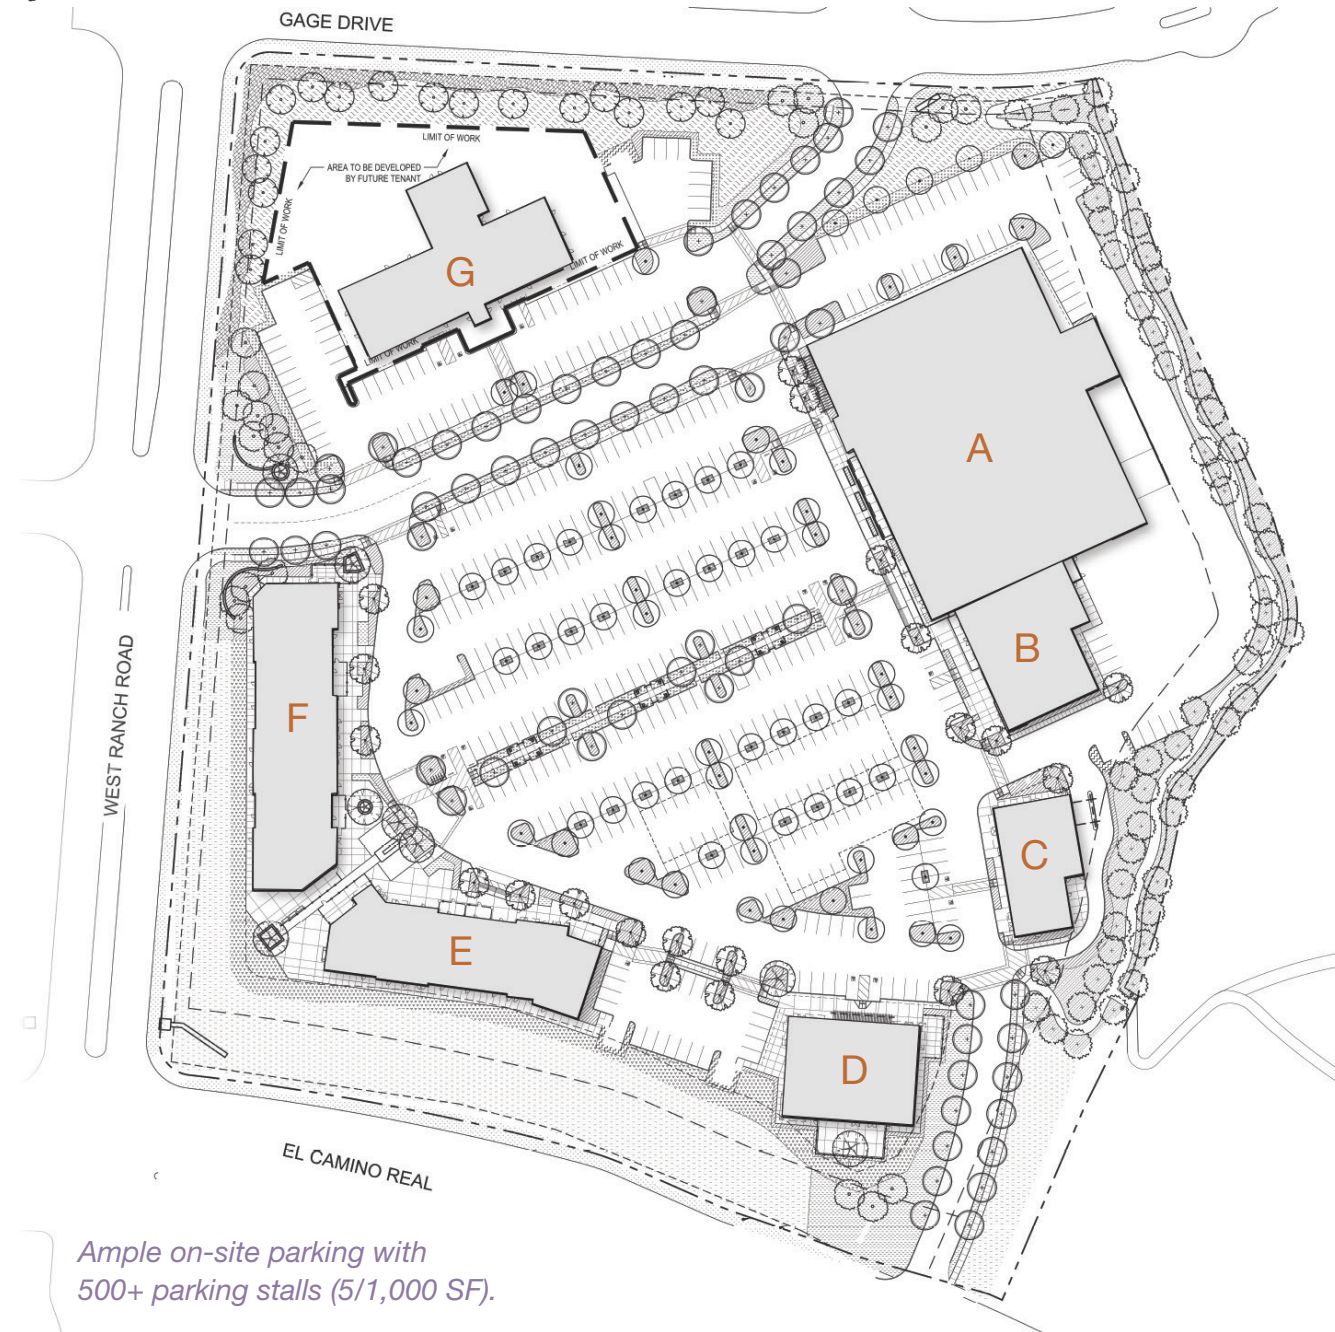 GAGE DRIVE
LIMIT OF WORK
AREA TO BE DEVELOPED
BY FUTURE TENANT
LIMIT OF WORK
LIMIT OF WORK
G
LIMIT OF WORK
A
B
F
WEST RANCH ROAD
C
E
D
EL CAMINO REAL
Ample on-site parking with
500+ parking stalls (5/1,000 SF).